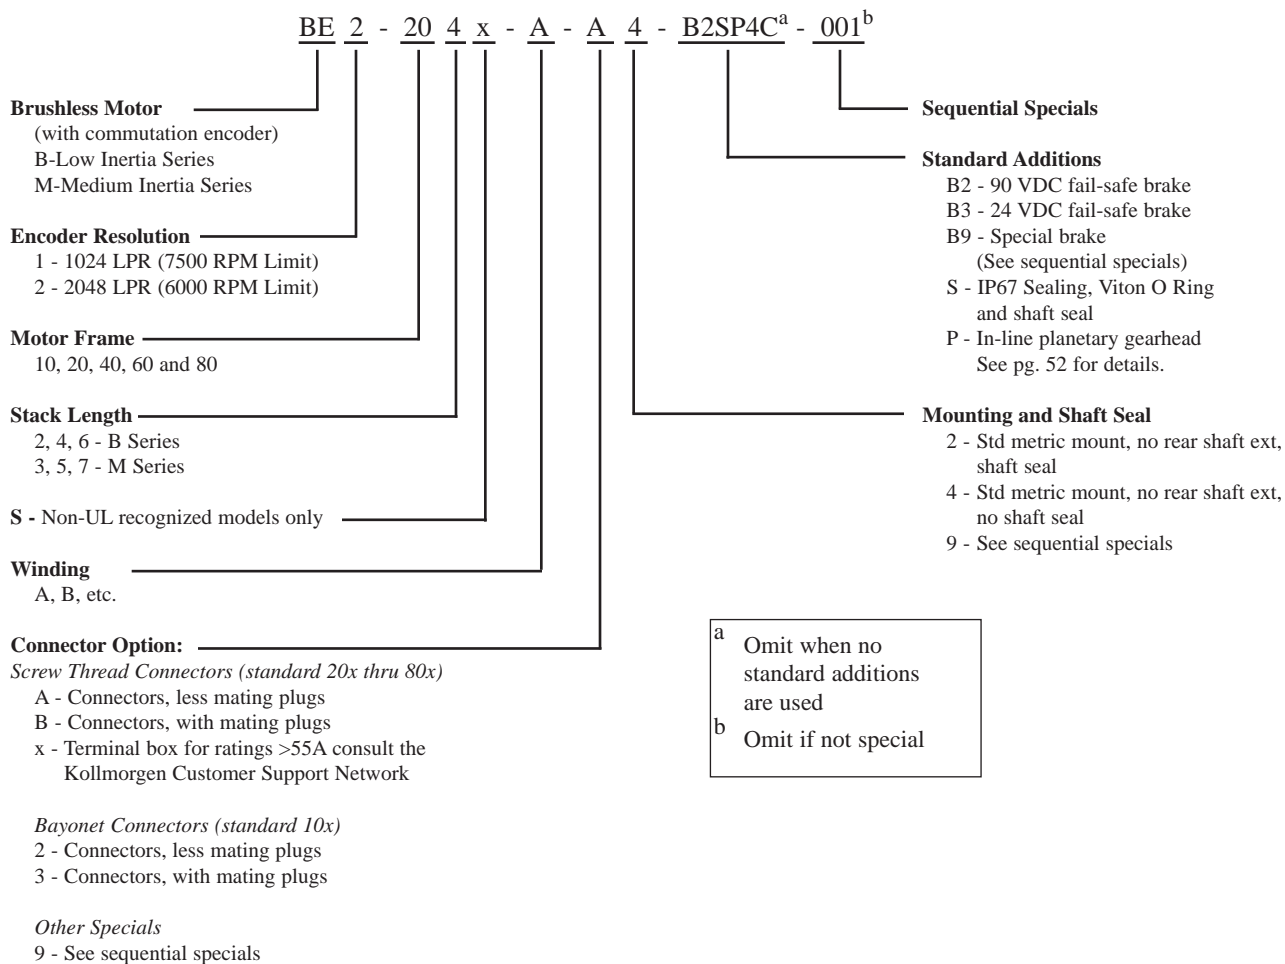 BE 2 - 20 4 x - A - A 4 - B2SP4Ca - 001b
Brushless Motor
(with commutation encoder)
B-Low Inertia Series
M-Medium Inertia Series
Encoder Resolution
1 - 1024 LPR (7500 RPM Limit)
2 - 2048 LPR (6000 RPM Limit)
Motor Frame
10, 20, 40, 60 and 80
Stack Length
2, 4, 6 - B Series
3, 5, 7 - M Series
S - Non-UL recognized models only
Winding
A, B, etc.
Connector Option:
Screw Thread Connectors (standard 20x thru 80x)
A - Connectors, less mating plugs
B - Connectors, with mating plugs
x - Terminal box for ratings >55A consult the
Kollmorgen Customer Support Network
Bayonet Connectors (standard 10x)
2 - Connectors, less mating plugs
3 - Connectors, with mating plugs
Other Specials
9 - See sequential specials
Sequential Specials
Standard Additions
B2 - 90 VDC fail-safe brake
B3 - 24 VDC fail-safe brake
B9 - Special brake
(See sequential specials)
S - IP67 Sealing, Viton O Ring
and shaft seal
P - In-line planetary gearhead
See pg. 52 for details.
Mounting and Shaft Seal
2 - Std metric mount, no rear shaft ext,
shaft seal
4 - Std metric mount, no rear shaft ext,
no shaft seal
9 - See sequential specials
a Omit when no
standard additions
are used
b Omit if not special